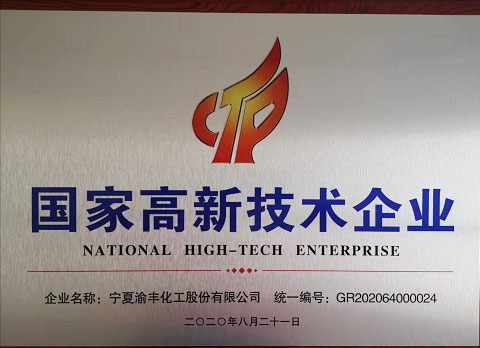 国家高新技术企业
NATIONAL HIGH-TECH ENTERPRISE
企业名称：宁夏渝丰化工股份有限公司 统一编号：GR202064000024
二〇二〇年八月二十一日